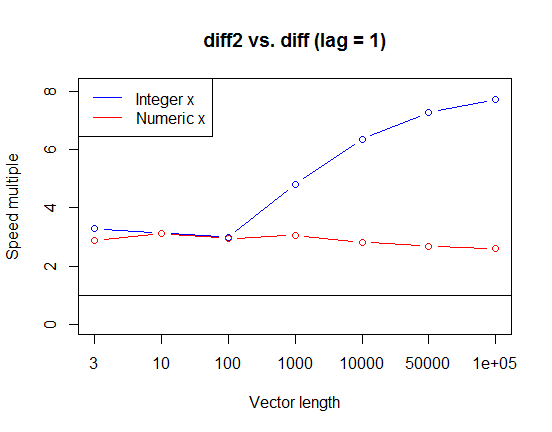 diff2 vs. diff (lag = 1)
Integer x
Numeric x
Speed multiple
8
6
4
2
0
3 10 100 1000 10000 50000 1e+05
Vector length